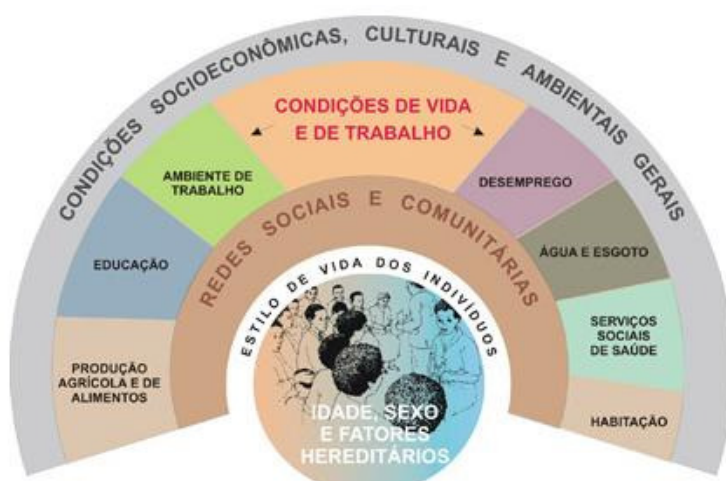 CONDIÇÕES SOCIOECONÔMICAS, CULTURAIS E AMBIENTAIS GERAIS
CONDIÇÕES DE VIDA
E DE TRABALHO
AMBIENTE DE
TRABALHO
DESEMPREGO
REDES SOCIAIS E COMUNITÁRIAS
EDUCAÇÃO
ÁGUA E ESGOTO
ESTILO DE VIDA DOS INDIVÍDUOS
SERVIÇOS
SOCIAIS
DE SAÚDE
PRODUÇÃO
AGRÍCOLA E DE
ALIMENTOS
HABITAÇÃO
IDADE, SEXO
E FATORES
HEREDITÁRIOS